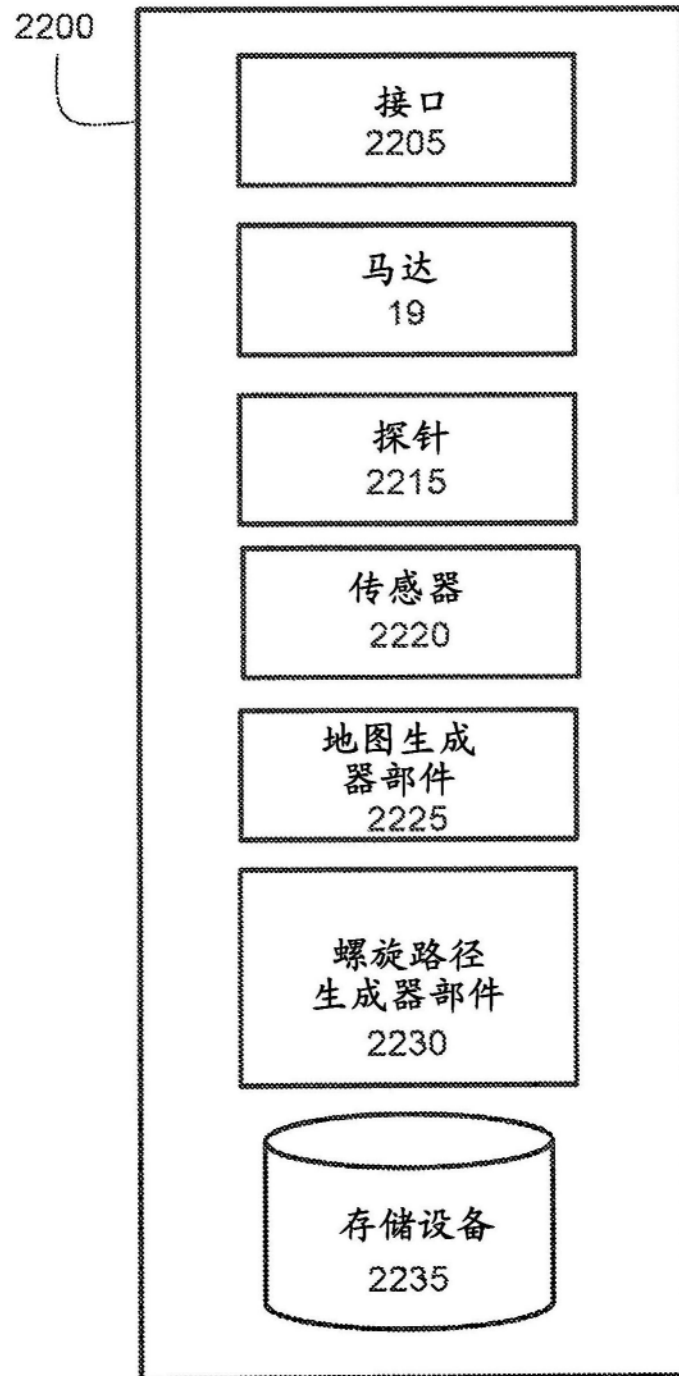 2200
接口
2205
马达
19
探针
2215
传感器
2220
地图生成
器部件
2225
螺旋路径
生成器部件
2230
存储设备
2235